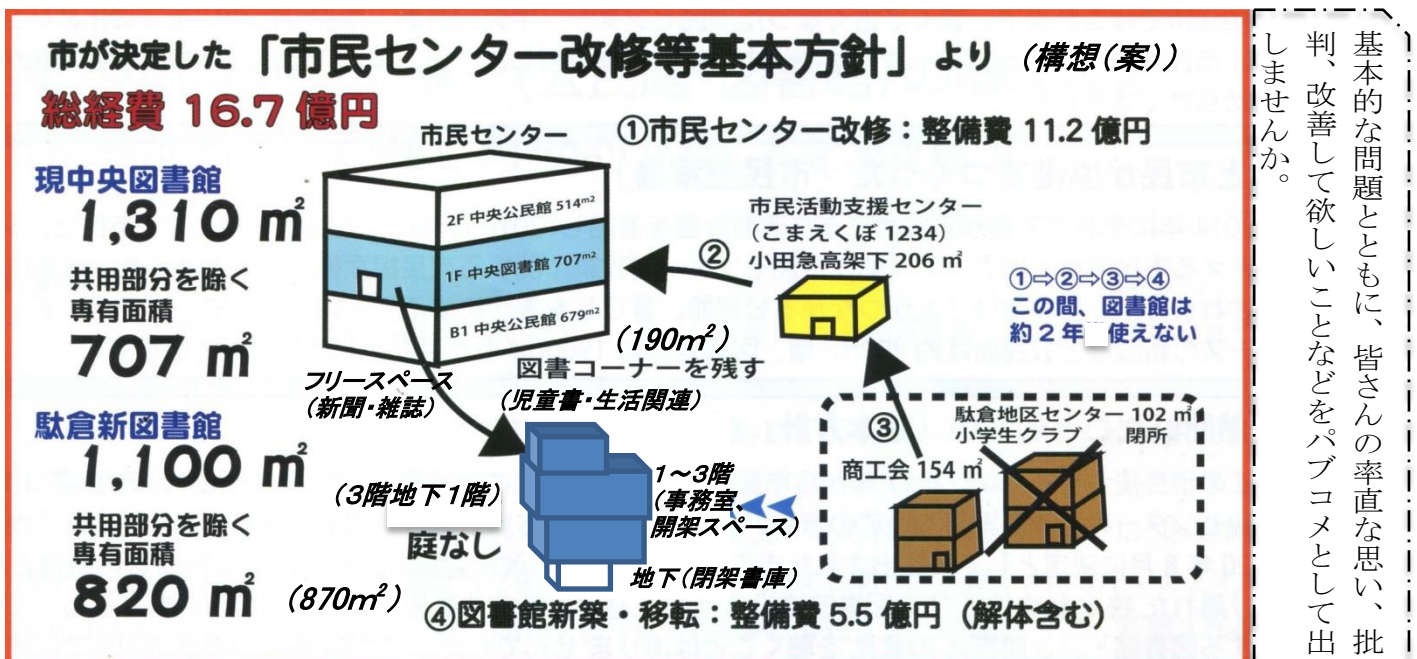 市が決定した「市民センター改修等基本方針」より (構想(案))
総経費 16.7 億円
市民センター
①市民センター改修：整備費 11.2 億円
現中央図書館
1,310 ㎡
共用部分を除く
専有面積
707 ㎡
2F 中央公民館 514m²
1F 中央図書館 707m²
B1 中央公民館 679m²
②
市民活動支援センター
(こまえくぼ 1234)
小田急高架下 206 ㎡
①⇒②⇒③⇒④
この間、図書館は
約２年 使えない
(190㎡)
図書コーナーを残す
(児童書・生活関連)
フリースペース
(新聞・雑誌)
駄倉新図書館
1,100 ㎡
共用部分を除く
専有面積
820 ㎡ (870㎡)
(3階地下1階)
庭なし
1～3階
(事務室、
開架スペース)
地下(閉架書庫)
③
商工会 154 ㎡
駄倉地区センター 102 ㎡
小学生クラブ 閉所
④図書館新築・移転：整備費 5.5 億円（解体含む）
基本的な問題とともに、皆さんの率直な思い、批
判、改善して欲しいことなどをパブコメとして出
しませんか。